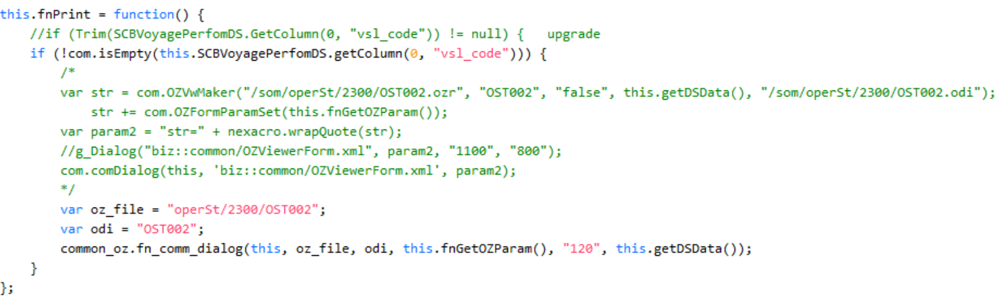 this.fnPrint = function() {
    //if (Trim(SCBVoyagePerfomDS.GetColumn(0, "vsl_code")) != null) {   upgrade
    if (!com.isEmpty(this.SCBVoyagePerfomDS.getColumn(0, "vsl_code"))) {
        /*
        var str = com.OZVwMaker("/som/operSt/2300/OST002.ozr", "OST002", "false", this.getDSData(), "/som/operSt/2300/OST002.odi");
            str += com.OZFormParamSet(this.fnGetOZParam());
        var param2 = "str=" + nexacro.wrapQuote(str);
        //g_Dialog("biz::common/OZViewerForm.xml", param2, "1100", "800");
        com.comDialog(this, 'biz::common/OZViewerForm.xml', param2);
        */
        var oz_file = "operSt/2300/OST002";
        var odi = "OST002";
        common_oz.fn_comm_dialog(this, oz_file, odi, this.fnGetOZParam(), "120", this.getDSData());
    }
};